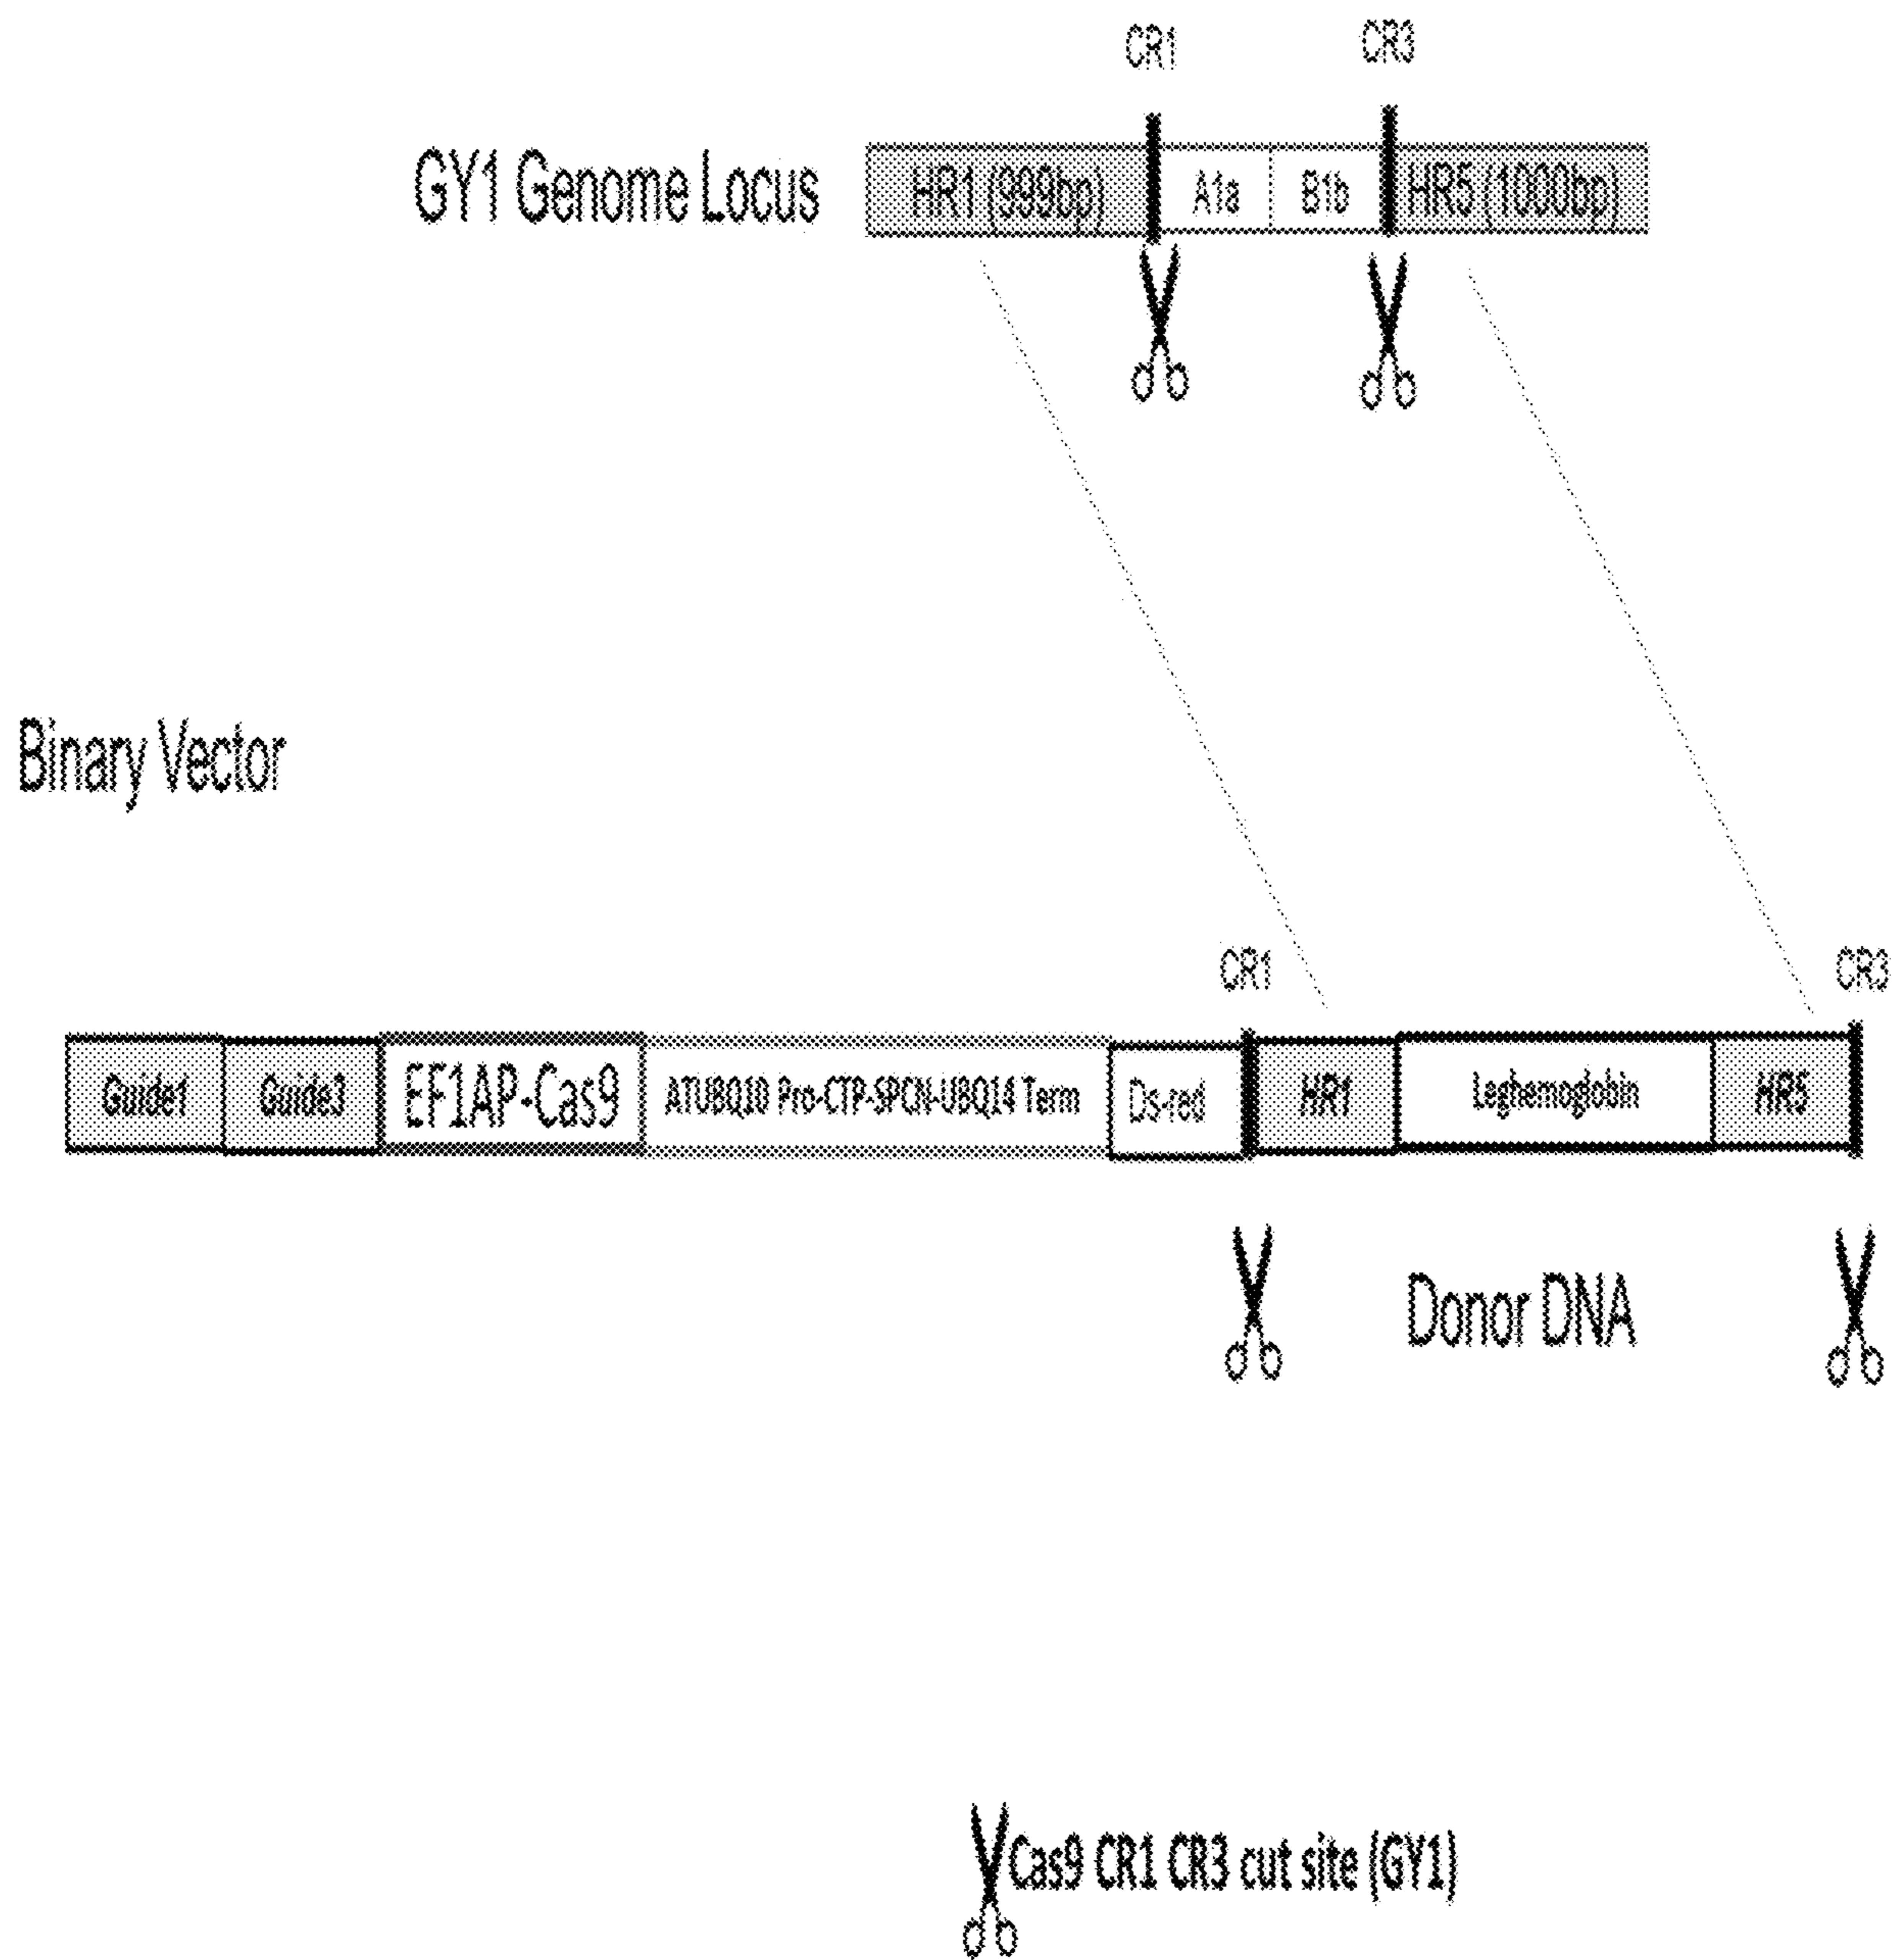 CR1 CR3
GY1 Genome Locus
HR1 (999bp) A1a B1b HR5 (1000bp)
Binary Vector
CR1 CR3
Guide1 Guide3 EF1AP-Cas9 ATUBQ10 Pro-CTP-SPCN-UBQ14 Term Ds-red HR1 Leghemoglobin HR5
Donor DNA
Cas9 CR1 CR3 cut site (GY1)